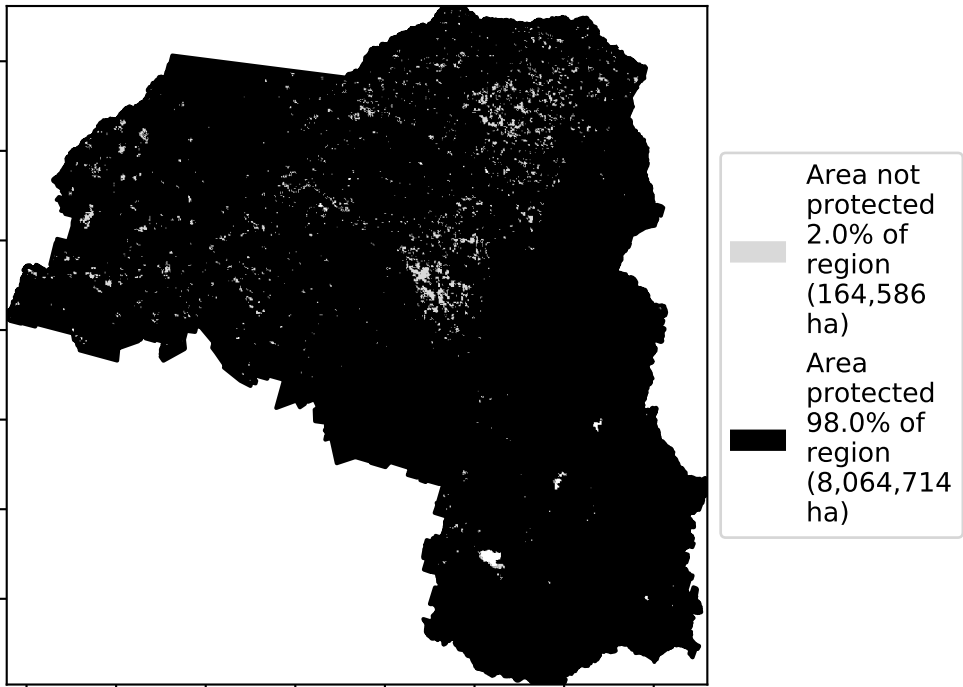 Area not
protected
2.0% of
region
(164,586
ha)
Area
protected
98.0% of
region
(8,064,714
ha)